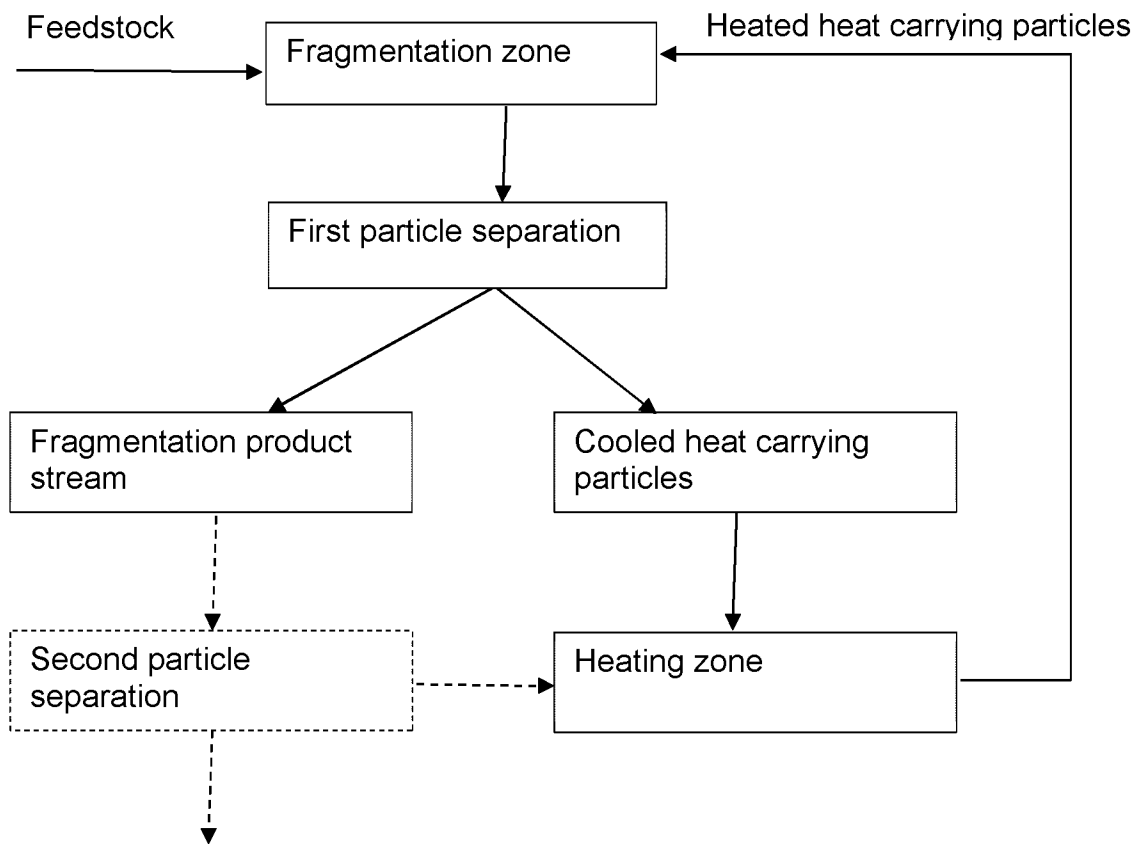 Feedstock
Heated heat carrying particles
Fragmentation zone
First particle separation
Fragmentation product
stream
Cooled heat carrying
particles
Second particle
separation
Heating zone